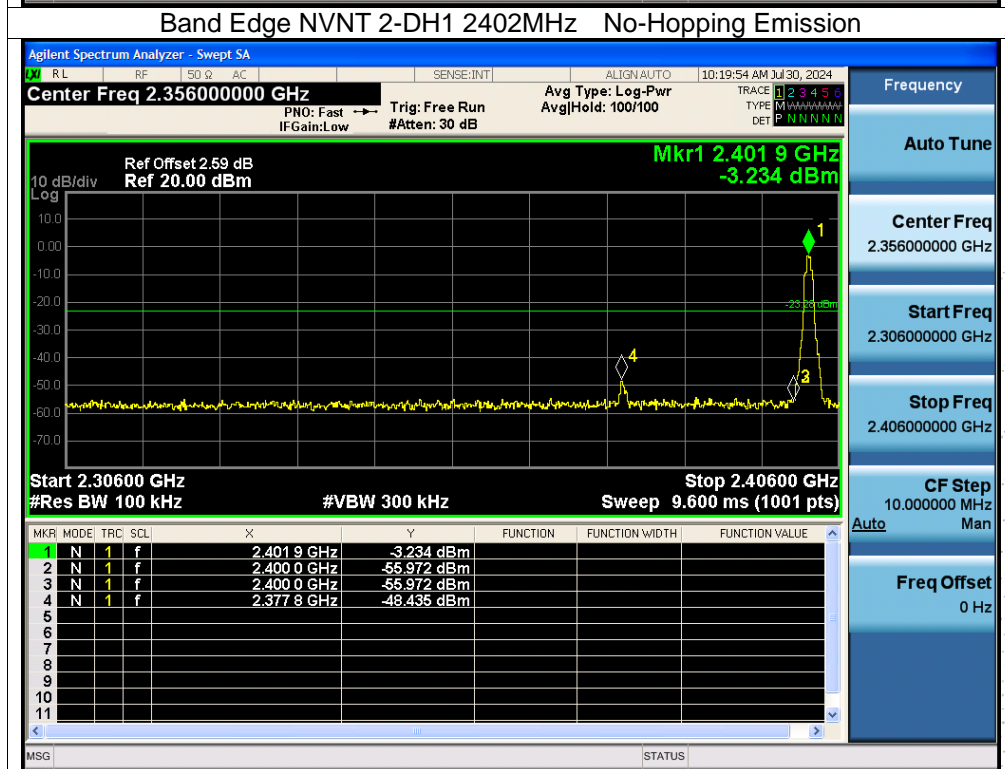 Band Edge NVNT 2-DH1 2402MHz No-Hopping Emission
Agilent Spectrum Analyzer - Swept SA
RL RF 50 Ω AC SENSE:INT ALIGN AUTO 10:19:54 AM Jul 30, 2024
Center Freq 2.356000000 GHz
PNO: Fast
IFGain:Low
Trig: Free Run
#Atten: 30 dB
Avg Type: Log-Pwr
Avg|Hold: 100/100
TRACE 1 2 3 4 5 6
TYPE M
DET P N N N N N
Ref Offset 2.59 dB
Ref 20.00 dBm
10 dB/div
Log
Mkr1 2.401 9 GHz
-3.234 dBm
10.0
0.00
-10.0
-20.0
-30.0
-40.0
-50.0
-60.0
-70.0
1
4
3
Start 2.30600 GHz Stop 2.40600 GHz
#Res BW 100 kHz #VBW 300 kHz Sweep 9.600 ms (1001 pts)
MKR MODE TRC SCL X Y FUNCTION FUNCTION WIDTH FUNCTION VALUE
1 N 1 f 2.401 9 GHz -3.234 dBm
2 N 1 f 2.400 0 GHz -55.972 dBm
3 N 1 f 2.400 0 GHz -55.972 dBm
4 N 1 f 2.377 8 GHz -48.435 dBm
5
6
7
8
9
10
11
MSG STATUS
Frequency
Auto Tune
Center Freq
2.356000000 GHz
Start Freq
2.306000000 GHz
Stop Freq
2.406000000 GHz
CF Step
10.000000 MHz
Auto Man
Freq Offset
0 Hz